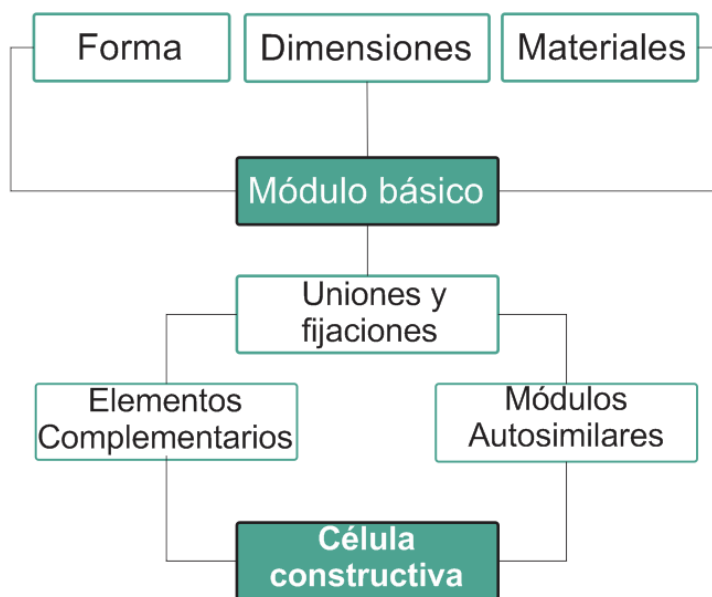 Forma
Dimensiones
Materiales
Módulo básico
Uniones y
fijaciones
Elementos
Complementarios
Módulos
Autosimilares
Célula
constructiva